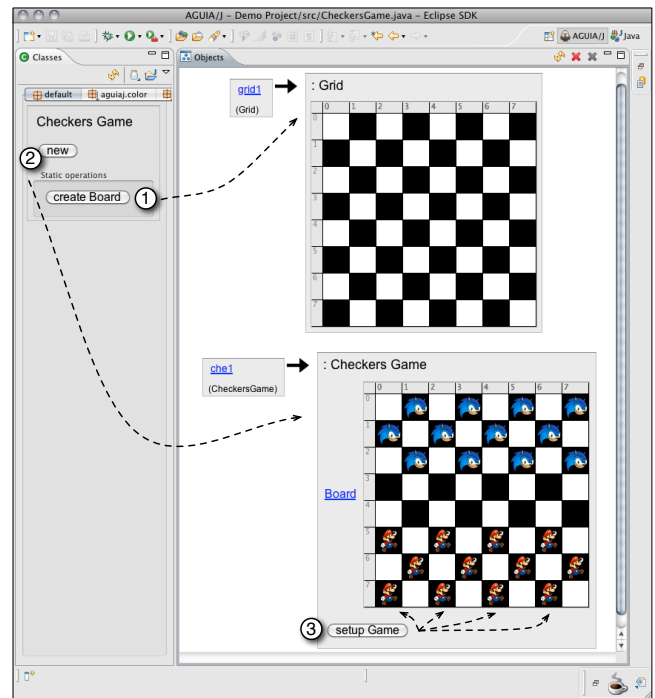 AGUIA/J – Demo Project/src/CheckersGame.java – Eclipse SDK
AGUIA/J Java
Classes
Objects
default aguiaj.color
Checkers Game
2
new
Static operations
create Board 1
grid1
(Grid)
: Grid
0 1 2 3 4 5 6 7
0
1
2
3
4
5
6
7
che1
(CheckersGame)
: Checkers Game
0 1 2 3 4 5 6 7
0
1
2
3
Board
4
5
6
7
3 setup Game